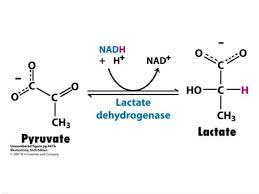 NADH
+ H+
NAD+
Lactate
dehydrogenase
−
O
O
C
C
O
CH3
Pyruvate
−
O
O
C
HO
C
H
CH3
Lactate